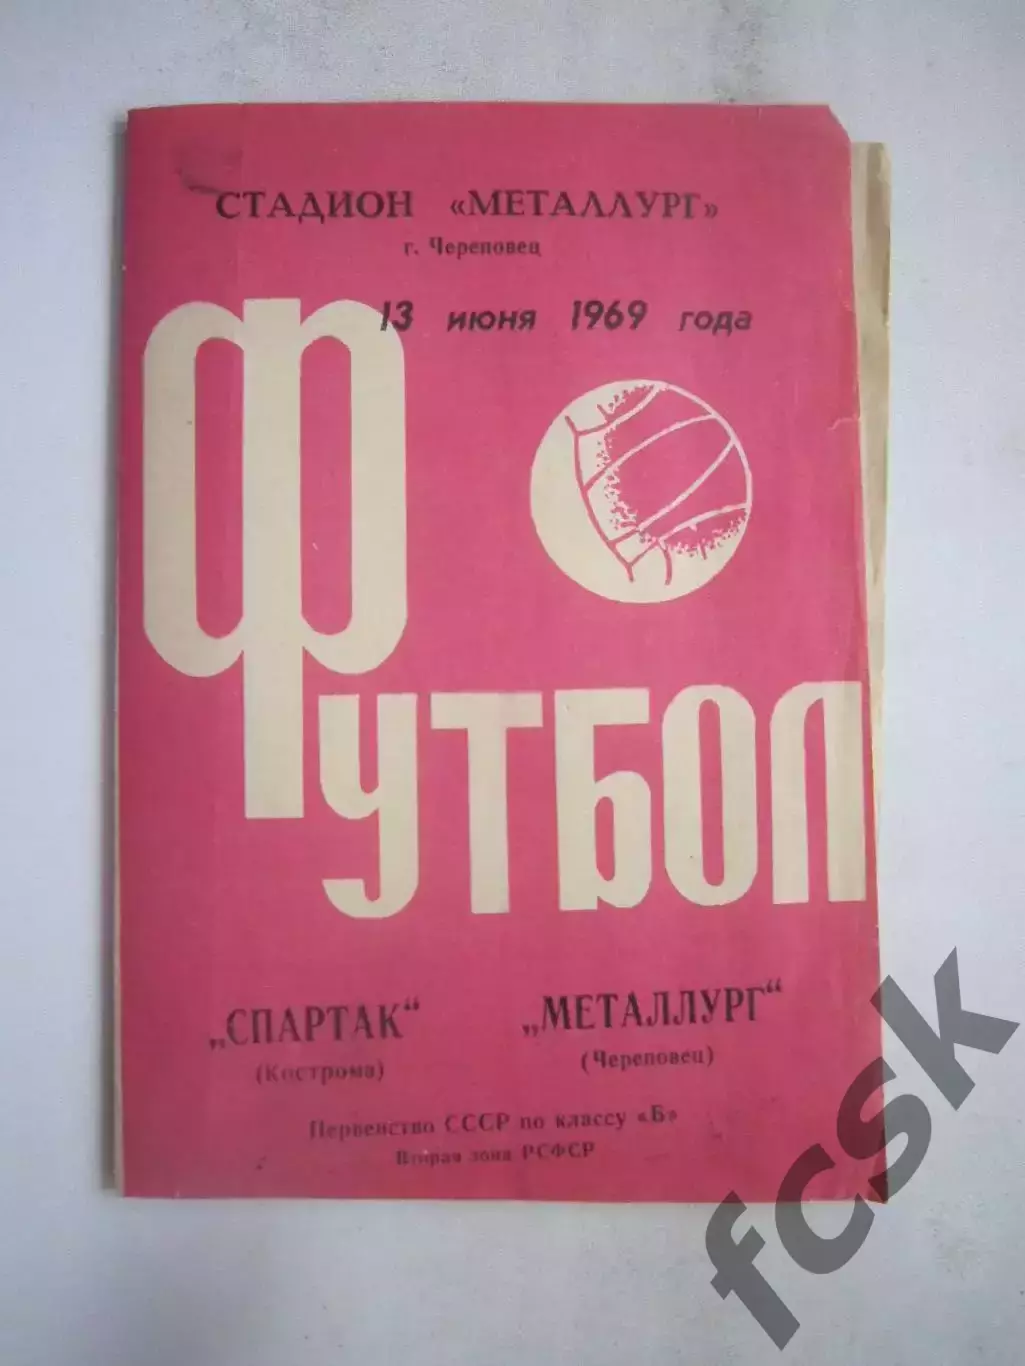 СТАДИОН «МЕТАЛЛУРГ»
г. Череповец
13 июня 1969 года
ФУТБОЛ
„СПАРТАК“ „МЕТАЛЛУРГ“
(Кострома) (Череповец)
Первенство СССР по классу «Б»
Вторая зона РСФСР
fcsk